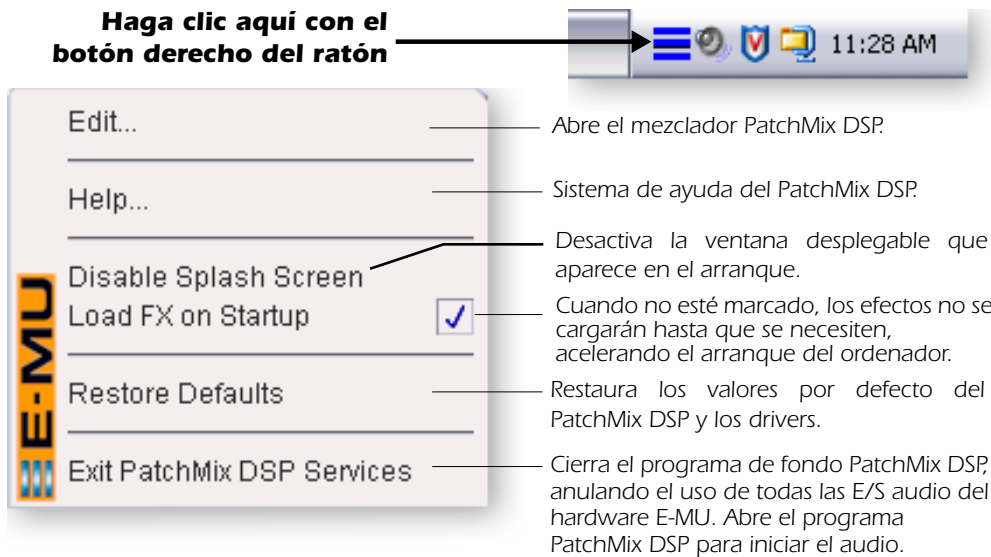 Haga clic aquí con el
botón derecho del ratón
11:28 AM
Edit...
Abre el mezclador PatchMix DSP.
Help...
Sistema de ayuda del PatchMix DSP.
Disable Splash Screen
Desactiva la ventana desplegable que
aparece en el arranque.
Load FX on Startup
Cuando no esté marcado, los efectos no se
cargarán hasta que se necesiten,
acelerando el arranque del ordenador.
Restore Defaults
Restaura los valores por defecto del
PatchMix DSP y los drivers.
Exit PatchMix DSP Services
Cierra el programa de fondo PatchMix DSP,
anulando el uso de todas las E/S audio del
hardware E-MU. Abre el programa
PatchMix DSP para iniciar el audio.
E-MU